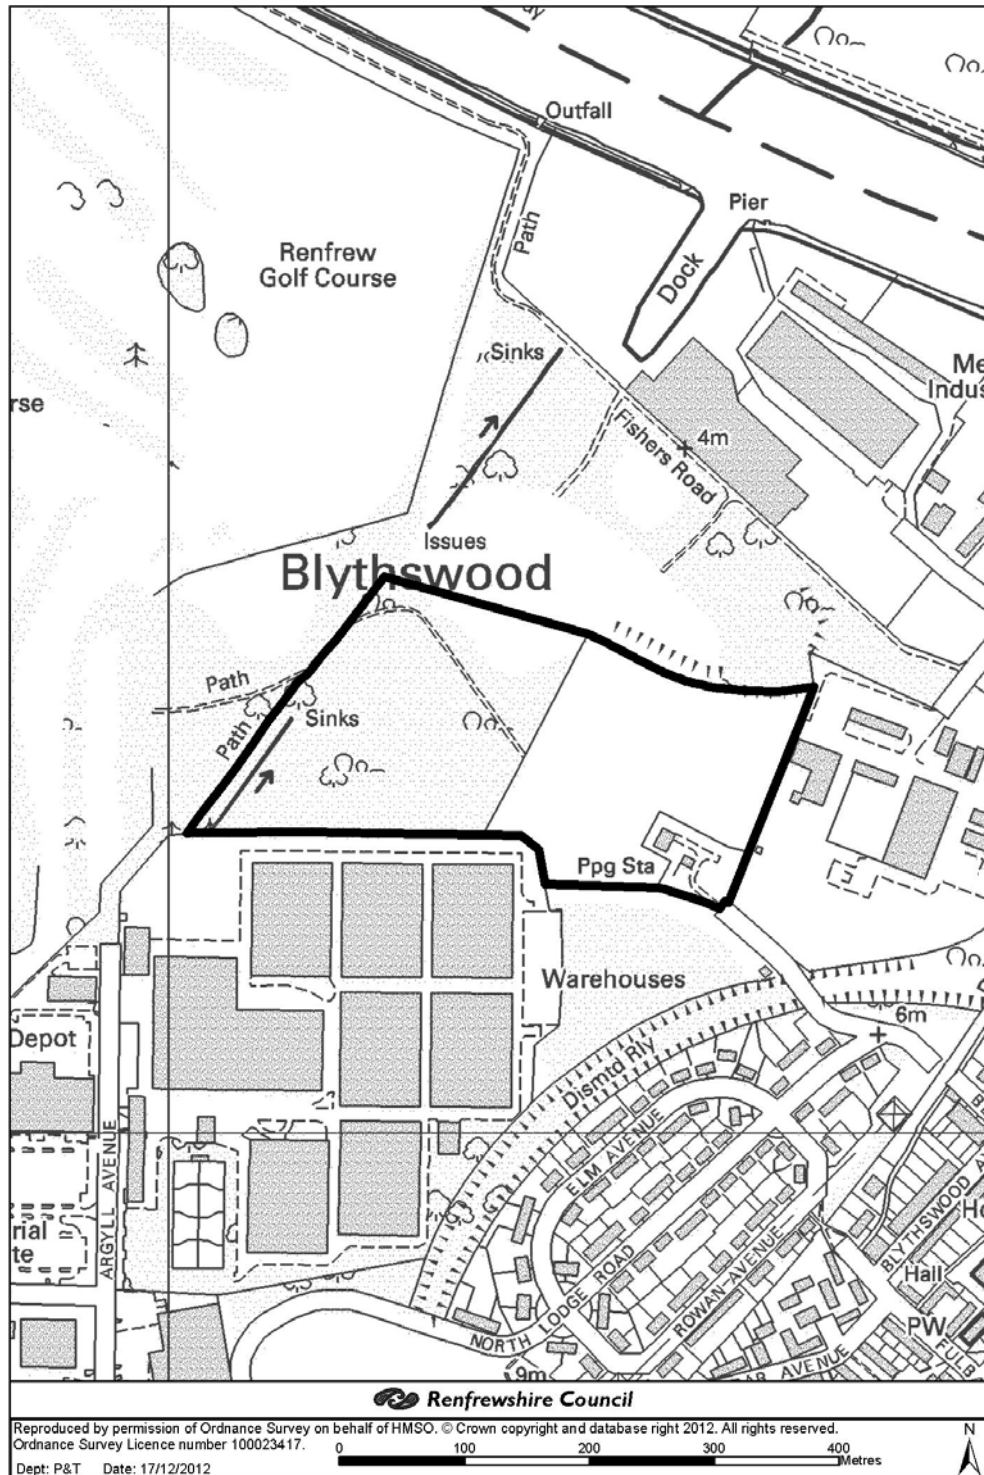 Outfall
Pier
Path
Dock
Renfrew
Golf Course
Sinks
Fishers Road
4m
Issues
Blythswood
Path
Path
Sinks
Ppg Sta
Warehouses
6m
Dismtd Rly
Depot
ELM AVENUE
ARGYLL AVENUE
NORTH LODGE ROAD
ROWAN AVENUE
BLYTHSWOOD
Hall
PW
9m
AVENUE
Renfrewshire Council
Reproduced by permission of Ordnance Survey on behalf of HMSO. © Crown copyright and database right 2012. All rights reserved.
Ordnance Survey Licence number 100023417.
Dept: P&T Date: 17/12/2012
0 100 200 300 400
Metres
N